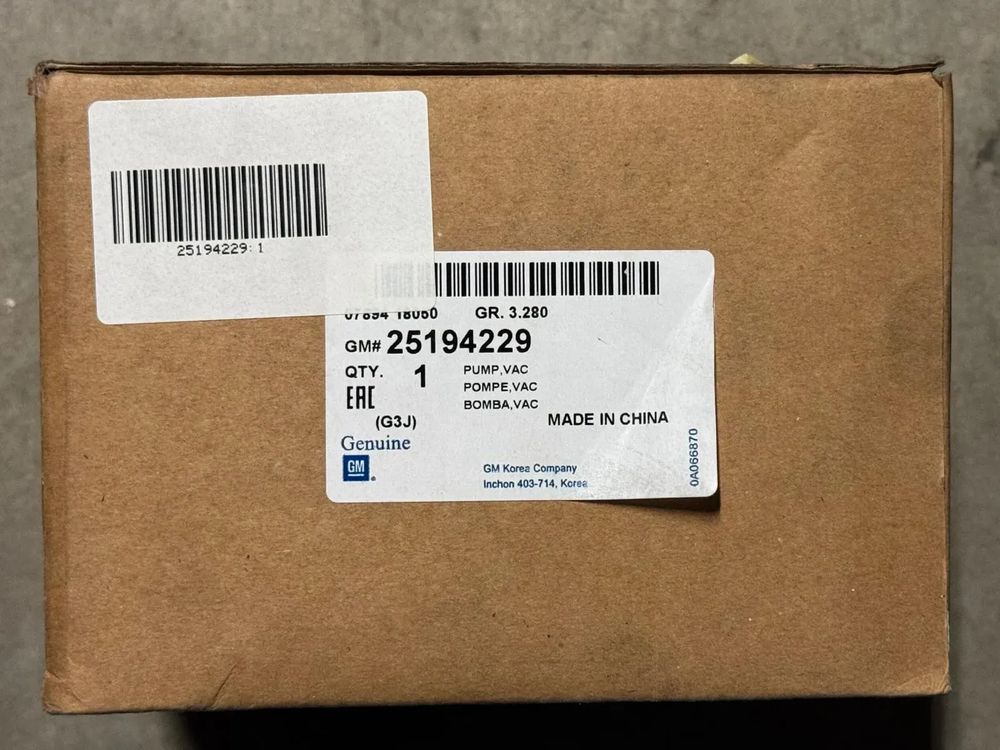 25194229:1
07894 18050 GR. 3.280
GM# 25194229
QTY. 1 PUMP,VAC
POMPE,VAC
EAC
BOMBA,VAC
(G3J) MADE IN CHINA
Genuine
GM
GM Korea Company
Inchon 403-714, Korea
0A066870